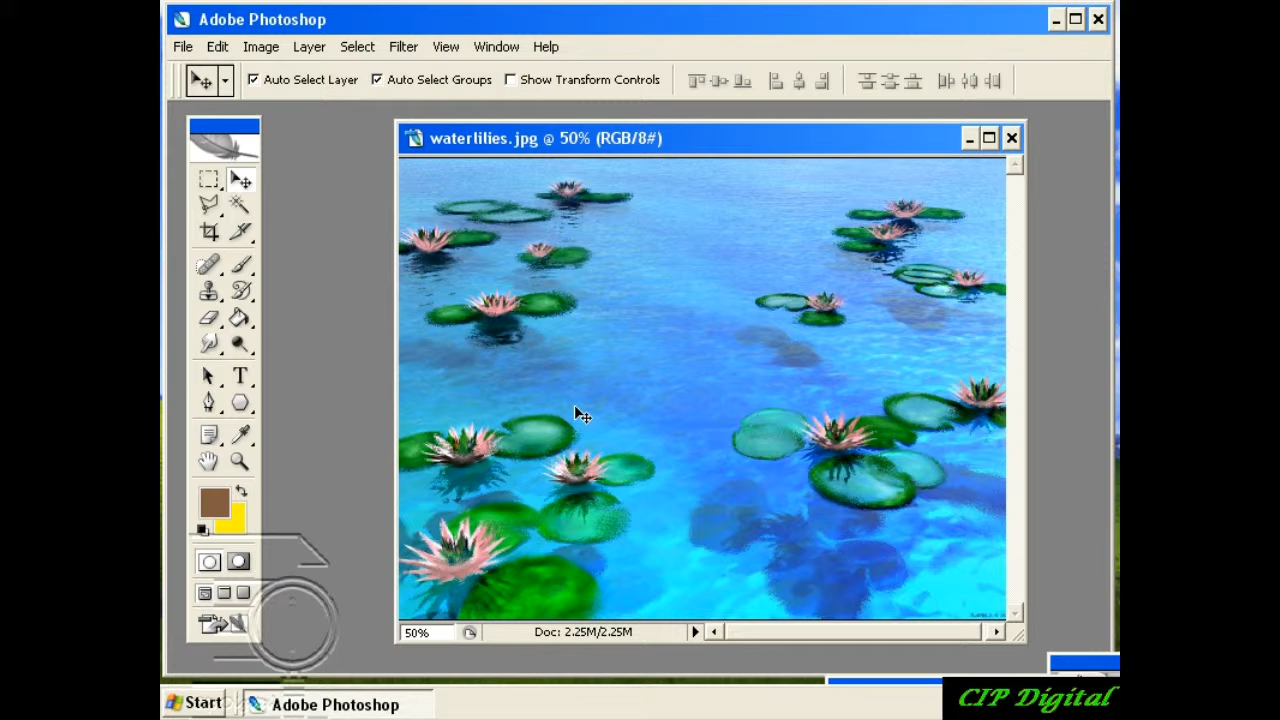 Adobe Photoshop
File Edit Image Layer Select Filter View Window Help
Auto Select Layer Auto Select Groups Show Transform Controls
waterlilies.jpg @ 50% (RGB/8#)
T
50% Doc: 2.25M/2.25M
Start Adobe Photoshop
CIP Digital